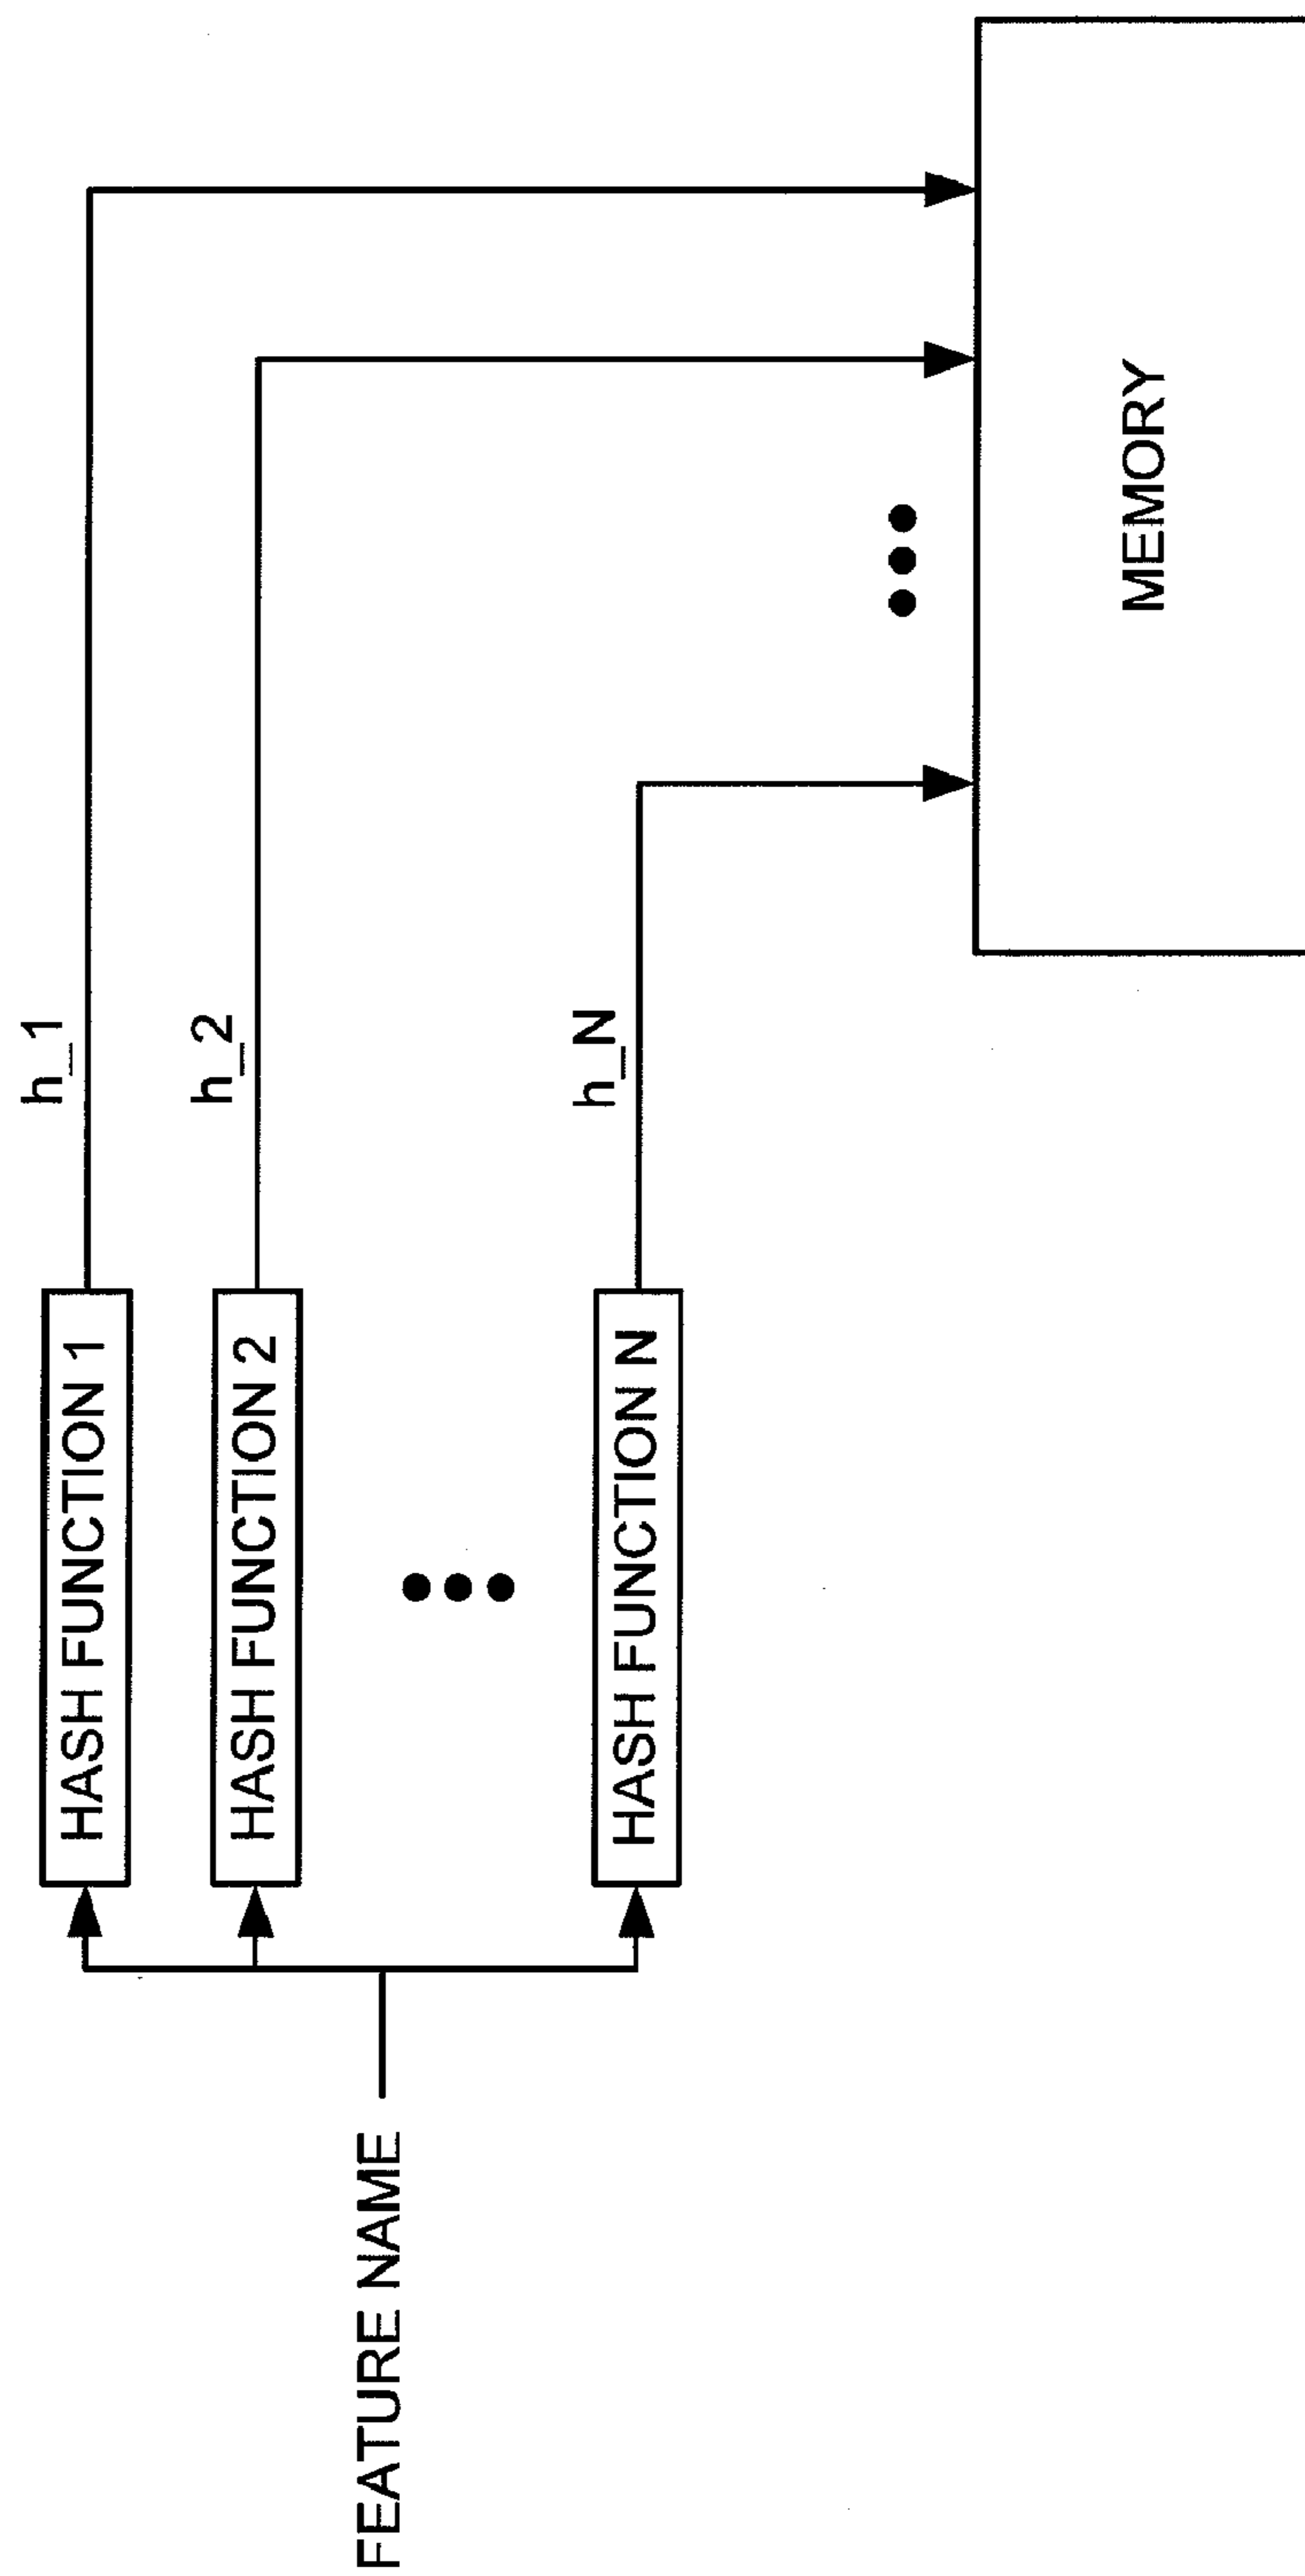 FEATURE NAME
HASH FUNCTION 1
h_1
HASH FUNCTION 2
h_2
HASH FUNCTION N
h_N
MEMORY